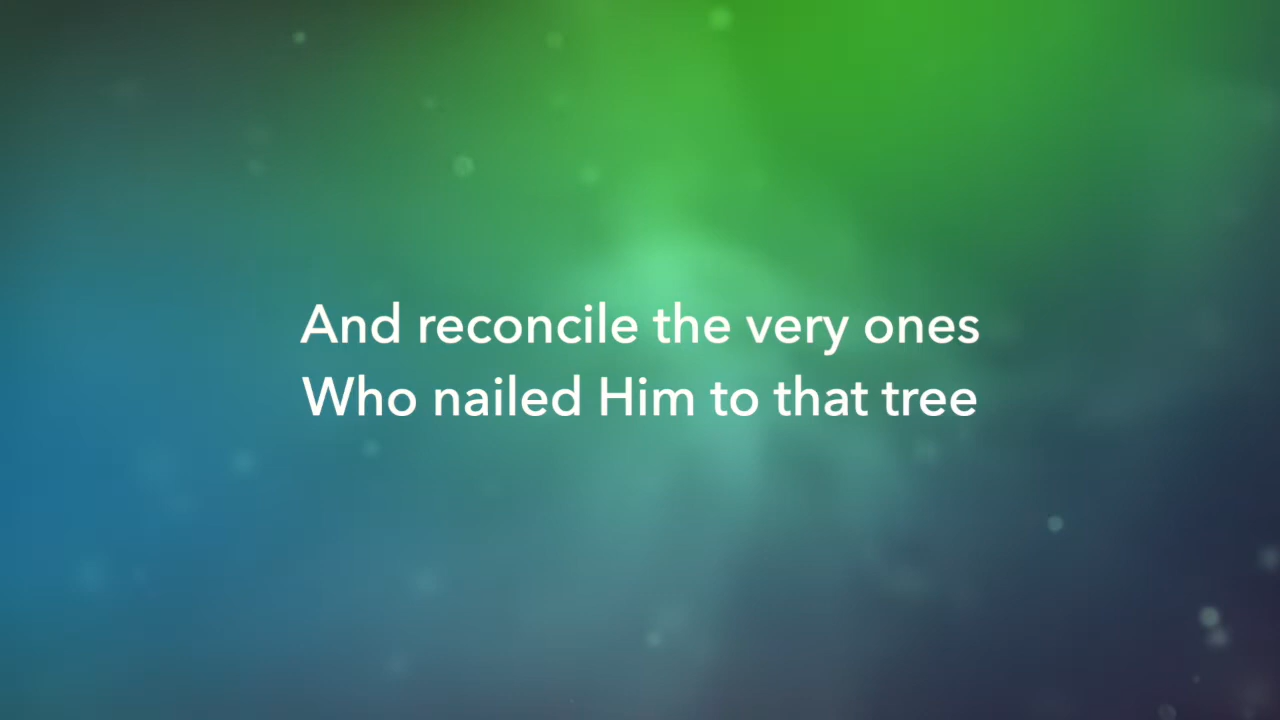 And reconcile the very ones
Who nailed Him to that tree